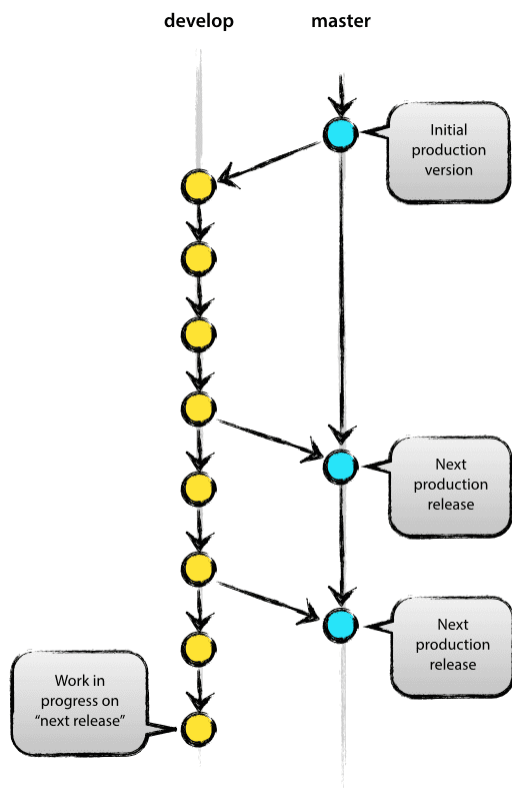 develop
master
Initial
production
version
Next
production
release
Next
production
release
Work in
progress on
“next release”